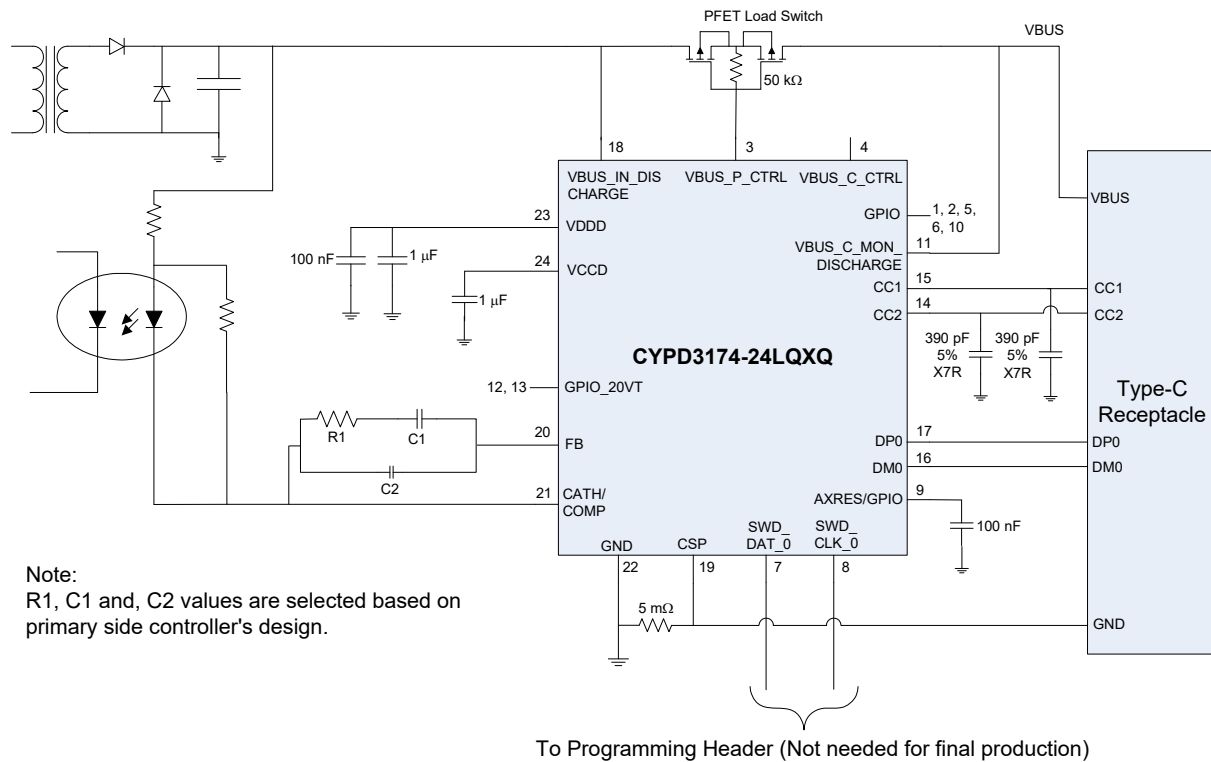 PFET Load Switch
VBUS
50 kΩ
18
3
4
VBUS_IN_DIS
CHARGE
VBUS_P_CTRL
VBUS_C_CTRL
VBUS
GPIO
1, 2, 5,
6, 10
23
VDDD
VBUS_C_MON_
DISCHARGE
11
100 nF
1 μF
24
VCCD
15
CC1
CC1
1 μF
14
CC2
CC2
390 pF
5%
X7R
390 pF
5%
X7R
CYPD3174-24LQXQ
Type-C
Receptacle
12, 13
GPIO_20VT
R1
C1
20
FB
17
DP0
DP0
C2
16
DM0
DM0
21
CATH/
COMP
9
AXRES/GPIO
100 nF
GND
CSP
SWD_
DAT_0
SWD_
CLK_0
22
19
7
8
5 mΩ
GND
Note:
R1, C1 and, C2 values are selected based on
primary side controller's design.
To Programming Header (Not needed for final production)